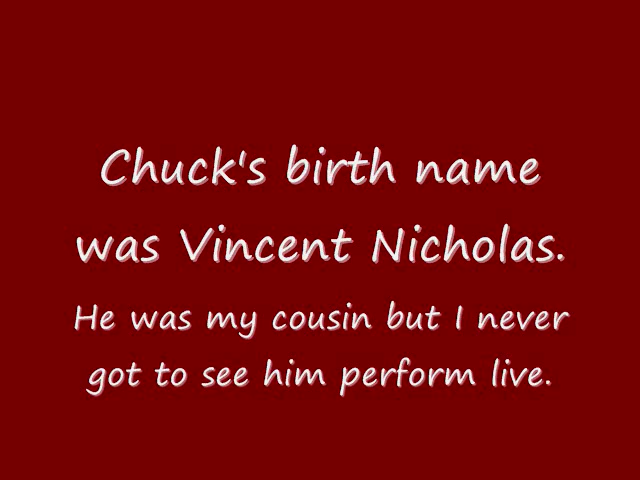 Chuck's birth name
was Vincent Nicholas.
He was my cousin but I never
got to see him perform live.